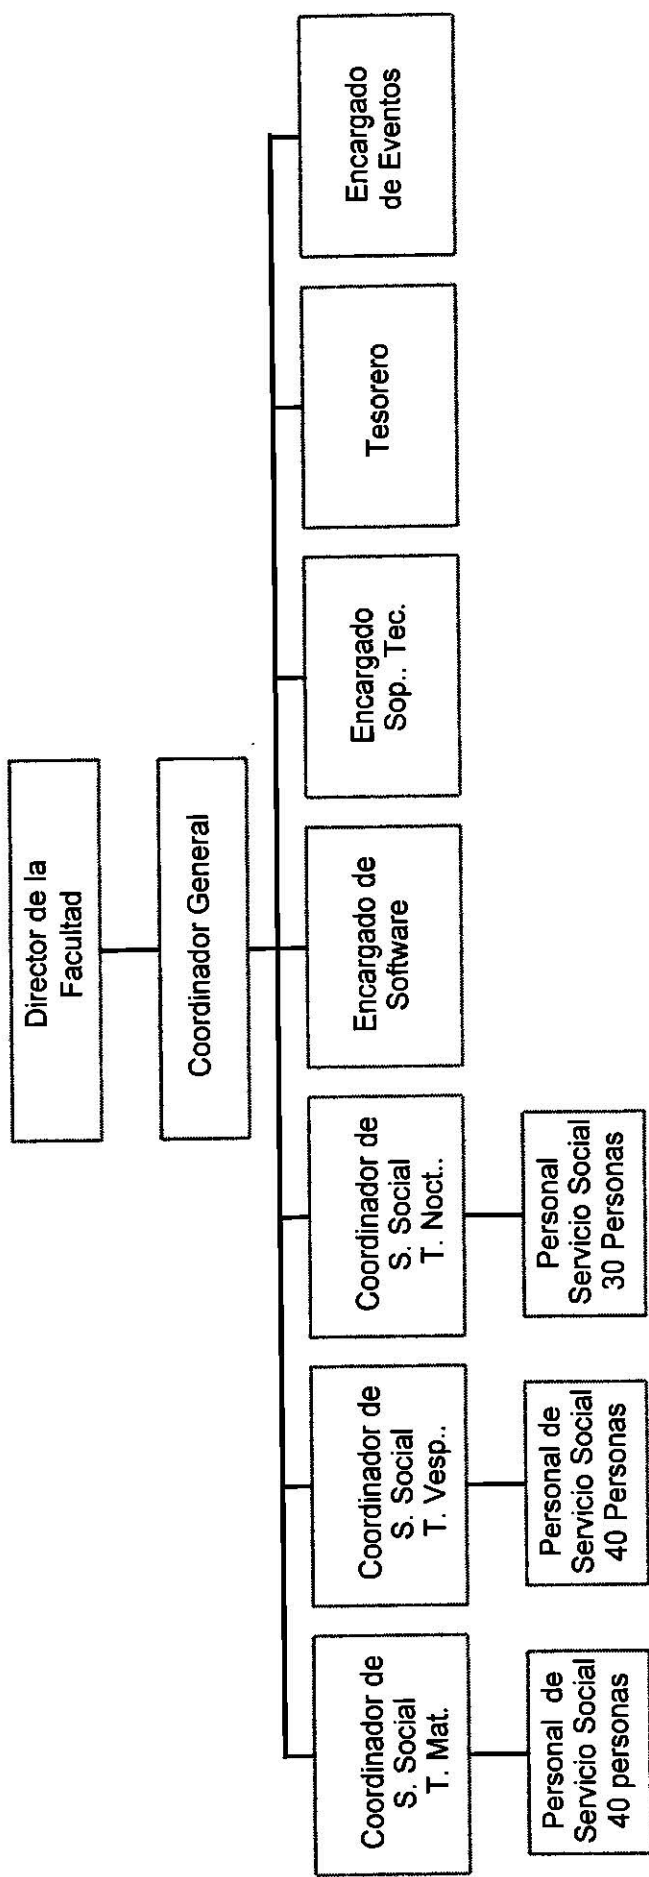 Director de la
Facultad
Coordinador General
Coordinador de
S. Social
T. Mat.
Coordinador de
S. Social
T. Vesp..
Coordinador de
S. Social
T. Noct..
Encargado de
Software
Encargado
Sop.. Tec.
Tesorero
Encargado
de Eventos
Personal de
Servicio Social
40 personas
Personal de
Servicio Social
40 Personas
Personal
Servicio Social
30 Personas